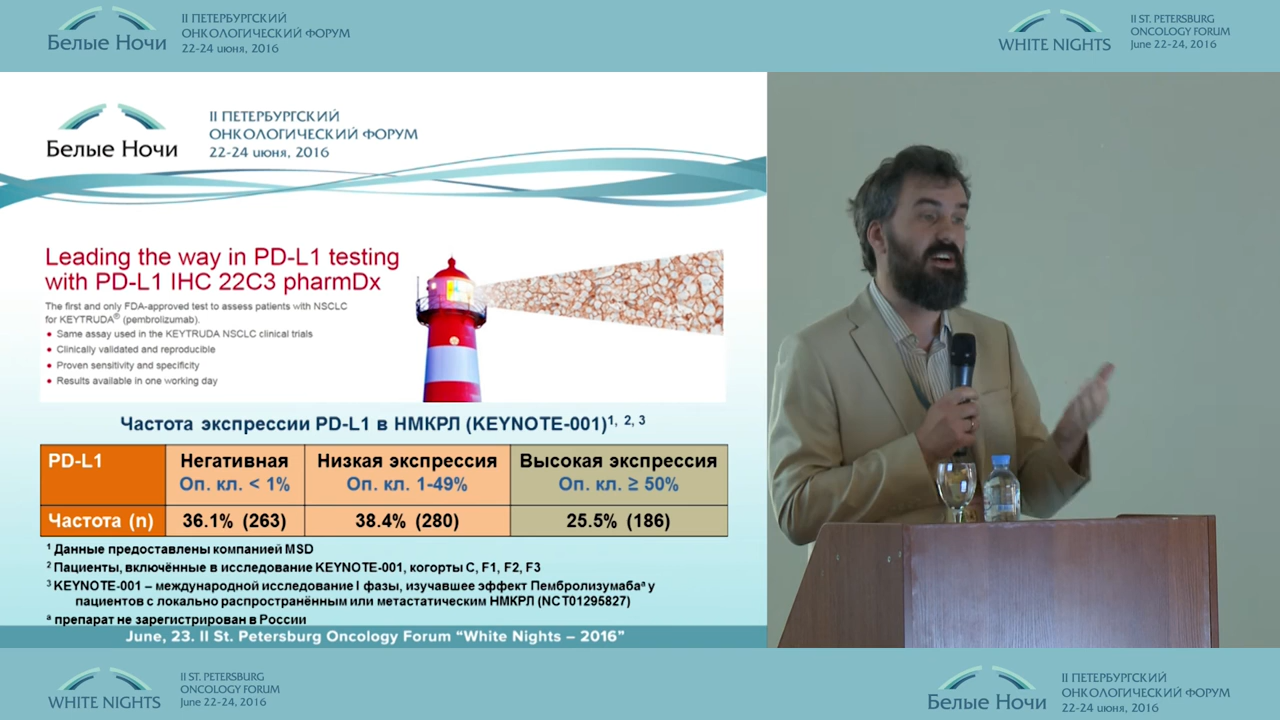 Белые Ночи
II ПЕТЕРБУРГСКИЙ
ОНКОЛОГИЧЕСКИЙ ФОРУМ
22-24 июня, 2016
WHITE NIGHTS
II ST. PETERSBURG
ONCOLOGY FORUM
June 22-24, 2016
Белые Ночи
II ПЕТЕРБУРГСКИЙ
ОНКОЛОГИЧЕСКИЙ ФОРУМ
22-24 июня, 2016
Leading the way in PD-L1 testing
with PD-L1 IHC 22C3 pharmDx
The first and only FDA-approved test to assess patients with NSCLC
for KEYTRUDA® (pembrolizumab).
• Same assay used in the KEYTRUDA NSCLC clinical trials
• Clinically validated and reproducible
• Proven sensitivity and specificity
• Results available in one working day
Частота экспрессии PD-L1 в НМКРЛ (KEYNOTE-001)1, 2, 3
PD-L1 Негативная Низкая экспрессия Высокая экспрессия
Оп. кл. < 1% Оп. кл. 1-49% Оп. кл. ≥ 50%
Частота (n) 36.1% (263) 38.4% (280) 25.5% (186)
1 Данные предоставлены компанией MSD
2 Пациенты, включённые в исследование KEYNOTE-001, когорты C, F1, F2, F3
3 KEYNOTE-001 – международной исследование I фазы, изучавшее эффект Пембролизумабаа у
пациентов с локально распространённым или метастатическим НМКРЛ (NCT01295827)
а препарат не зарегистрирован в России
June, 23. II St. Petersburg Oncology Forum “White Nights – 2016”
WHITE NIGHTS
II ST. PETERSBURG
ONCOLOGY FORUM
June 22-24, 2016
Белые Ночи
II ПЕТЕРБУРГСКИЙ
ОНКОЛОГИЧЕСКИЙ ФОРУМ
22-24 июня, 2016